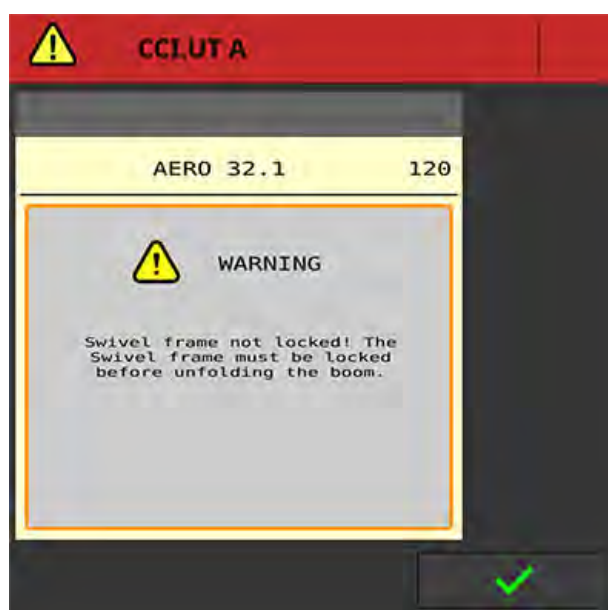 CCI.UT A
AERO 32.1 120
WARNING
Swivel frame not locked! The
Swivel frame must be locked
before unfolding the boom.